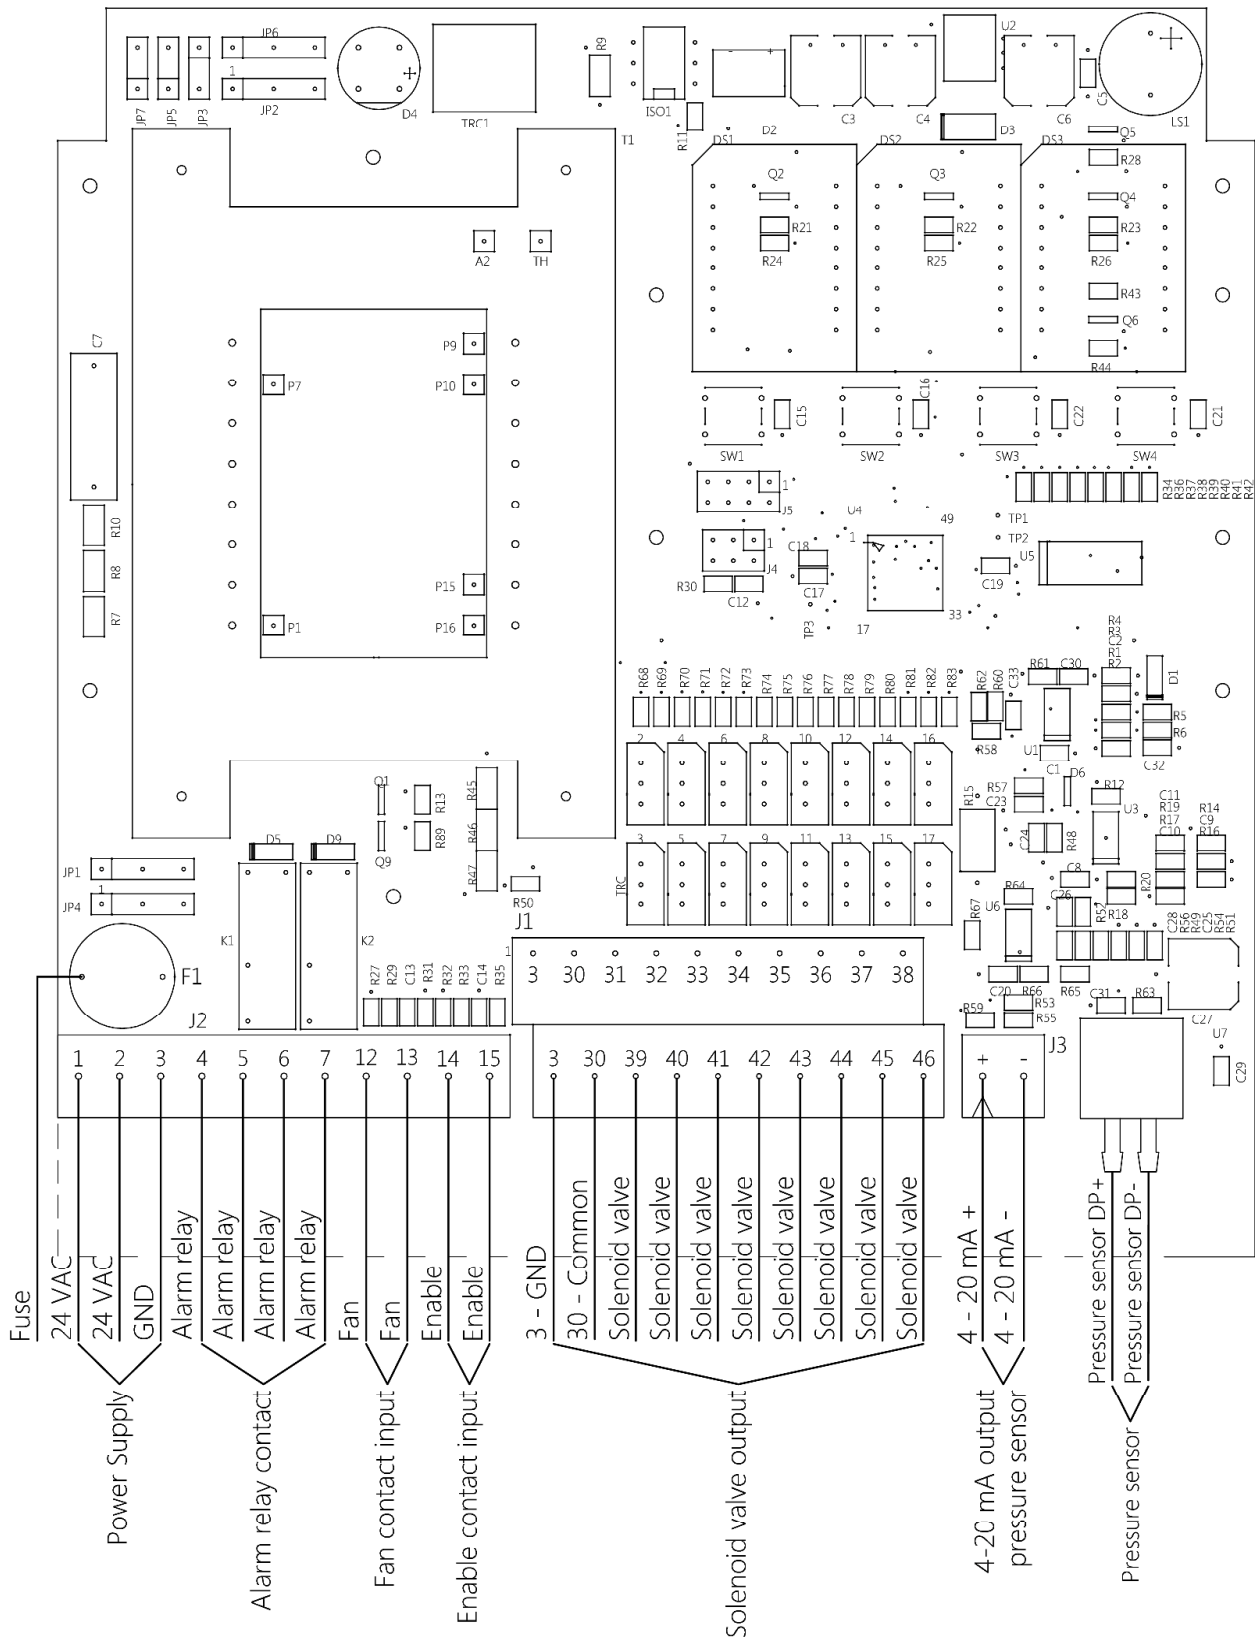 JP7
JP5
JP3
JP6
1
JP2
D4
TRC1
R9
ISO1
R11
- +
D2
C3
C4
U2
D3
C6
C5
LS1
T1
DS1
DS2
DS3
Q5
R28
Q2
Q3
Q4
R21
R22
R23
R24
R25
R26
R43
Q6
R44
A2
TH
C7
P9
P7
P10
P15
P1
P16
R10
R8
R7
C15
C16
C22
C21
SW1
SW2
SW3
SW4
1
J5
1
J4
R30
C12
C18
C17
TP3
U4
1
49
33
17
TP1
TP2
U5
C19
R34
R36
R37
R38
R39
R40
R41
R42
R68
R69
R70
R71
R72
R73
R74
R75
R76
R77
R78
R79
R80
R81
R82
R83
R62
R60
C33
R61
C30
R4
R3
C2
R1
R2
D1
R5
R6
C32
R58
U1
C1
D6
R12
U3
R57
C23
R15
C24
R48
C11
R19
R17
C10
R14
C9
R16
2
4
6
8
10
12
14
16
3
5
7
9
11
13
15
17
TRC
Q1
R13
Q9
R89
R45
R46
R47
R50
D5
D9
JP1
1
JP4
K1
K2
F1
J2
J1
R27
R29
C13
R31
R32
R33
C14
R35
R64
U6
R67
C8
C26
R52
R18
R20
C28
R56
R49
C25
R54
R51
C20
R66
R65
R59
R53
R55
C31
R63
C27
U7
C29
J3
1
3 30 31 32 33 34 35 36 37 38
1 2 3 4 5 6 7 12 13 14 15
3 30 39 40 41 42 43 44 45 46
+ -
Fuse
24 VAC
24 VAC
GND
Alarm relay
Alarm relay
Alarm relay
Alarm relay
Fan
Fan
Enable
Enable
3 - GND
30 - Common
Solenoid valve
Solenoid valve
Solenoid valve
Solenoid valve
Solenoid valve
Solenoid valve
Solenoid valve
Solenoid valve
4 - 20 mA +
4 - 20 mA -
Pressure sensor DP+
Pressure sensor DP-
Power Supply
Alarm relay contact
Fan contact input
Enable contact input
Solenoid valve output
4-20 mA output
pressure sensor
Pressure sensor